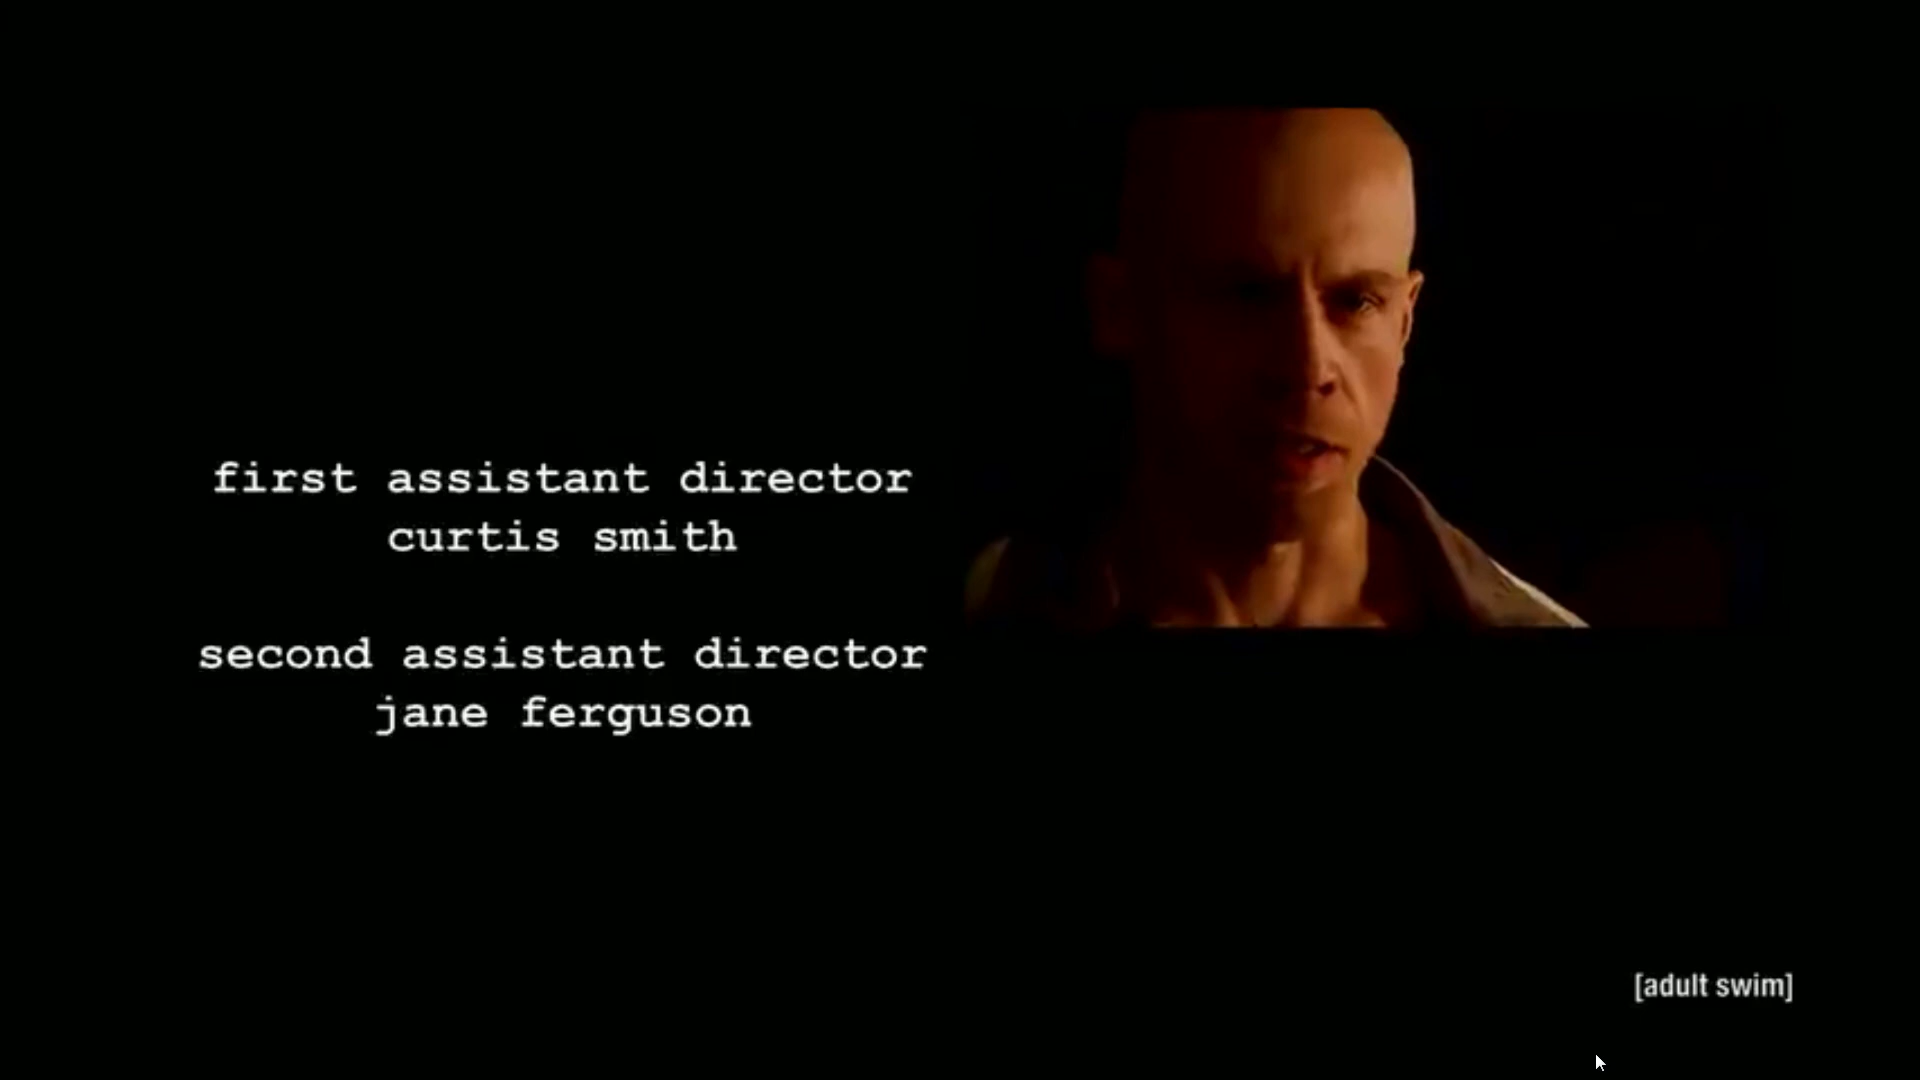 first assistant director
curtis smith
second assistant director
jane ferguson
[adult swim]